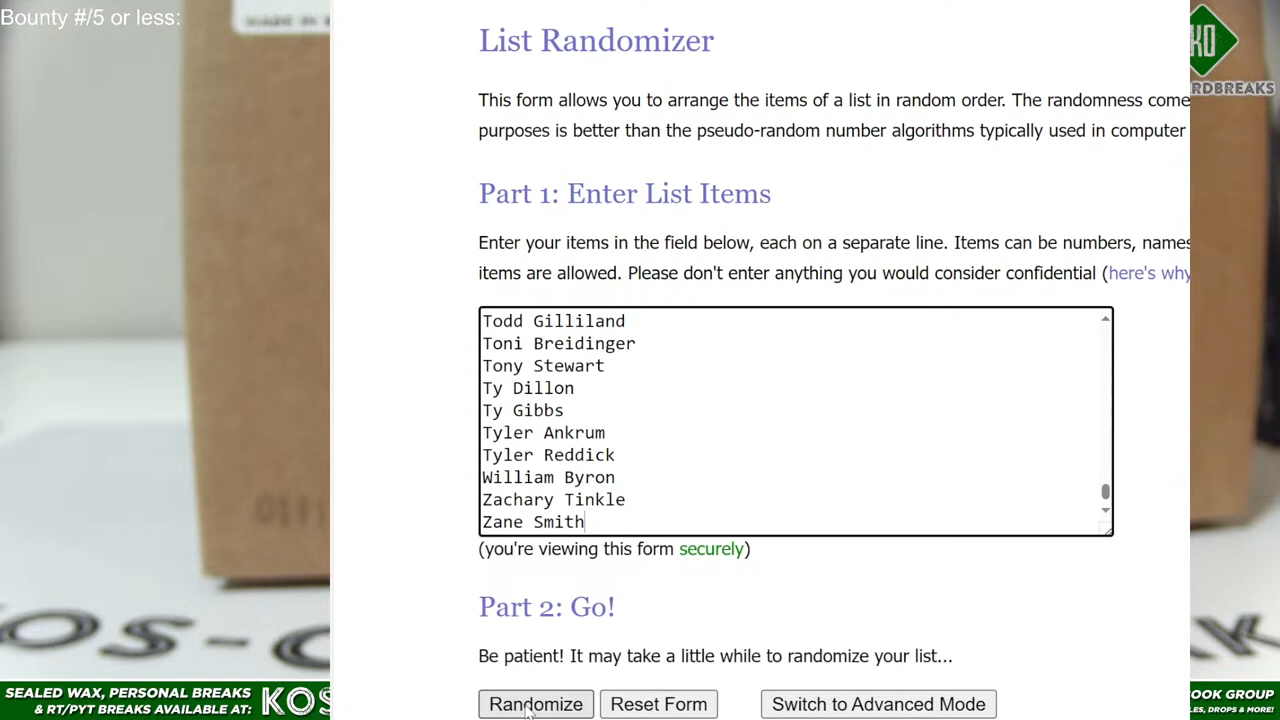 Bounty #/5 or less:
List Randomizer
This form allows you to arrange the items of a list in random order. The randomness come
purposes is better than the pseudo-random number algorithms typically used in computer
Part 1: Enter List Items
Enter your items in the field below, each on a separate line. Items can be numbers, names
items are allowed. Please don't enter anything you would consider confidential (here's why
Todd Gilliland
Toni Breidinger
Tony Stewart
Ty Dillon
Ty Gibbs
Tyler Ankrum
Tyler Reddick
William Byron
Zachary Tinkle
Zane Smith
(you're viewing this form securely)
Part 2: Go!
Be patient! It may take a little while to randomize your list...
Randomize
Reset Form
Switch to Advanced Mode
KO
RDBREAKS
KOS-C
SEALED WAX, PERSONAL BREAKS
& RT/PYT BREAKS AVAILABLE AT:
KOS
OOK GROUP
LES, DROPS & MORE!